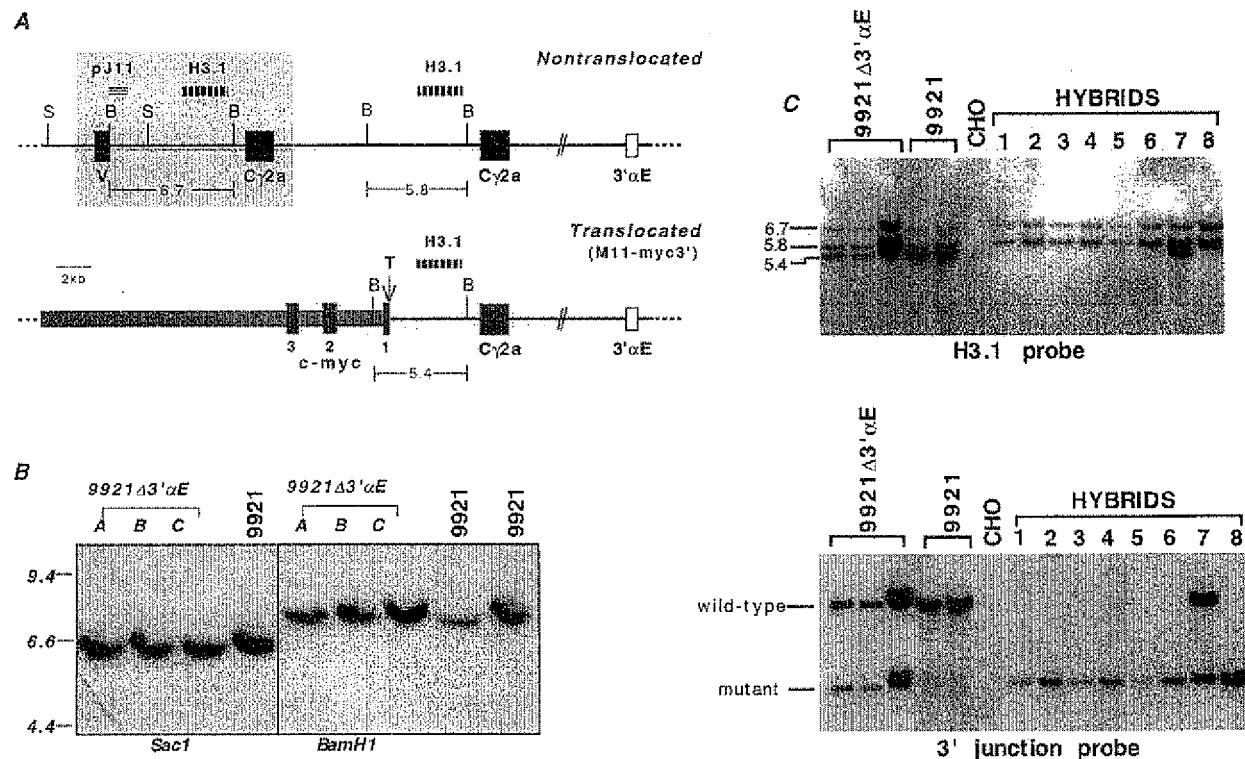 A
pJ11
H3.1
H3.1
Nontranslocated
S
B
S
B
B
B
V
Cγ2a
Cγ2a
3'αE
6.7
5.8
Translocated
(M11-myc3')
H3.1
2kb
T
B
B
3
2
1
c-myc
Cγ2a
3'αE
5.4
B
9921Δ3'αE
A B C
9921
9921Δ3'αE
A B C
9921
9921
9.4
6.6
4.4
Sac1
BamH1
C
9921Δ3'αE
9921
CHO
HYBRIDS
1 2 3 4 5 6 7 8
6.7
5.8
5.4
H3.1 probe
9921Δ3'αE
9921
CHO
HYBRIDS
1 2 3 4 5 6 7 8
wild-type
mutant
3' junction probe